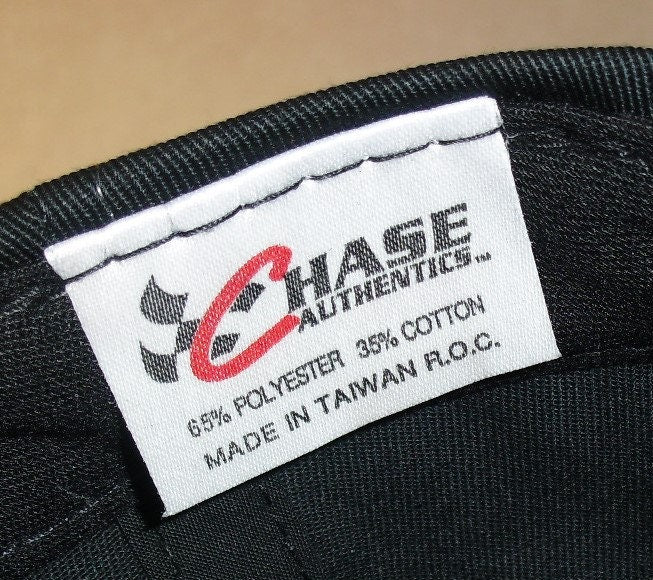 CHASE
AUTHENTICS™
65% POLYESTER 35% COTTON
MADE IN TAIWAN R.O.C.